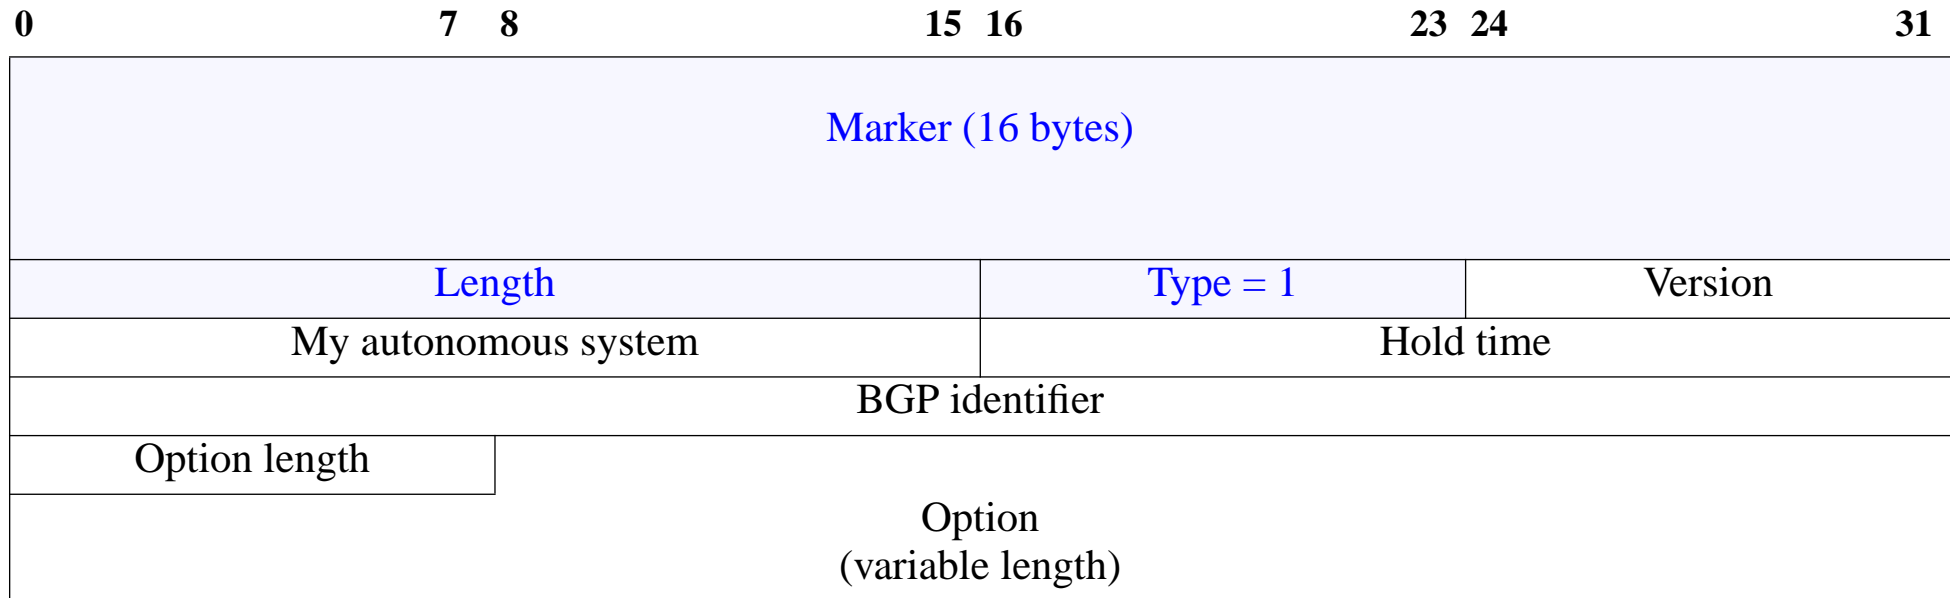 0 7 8 15 16 23 24 31
Marker (16 bytes)
Length Type = 1 Version
My autonomous system Hold time
BGP identifier
Option length
Option
(variable length)